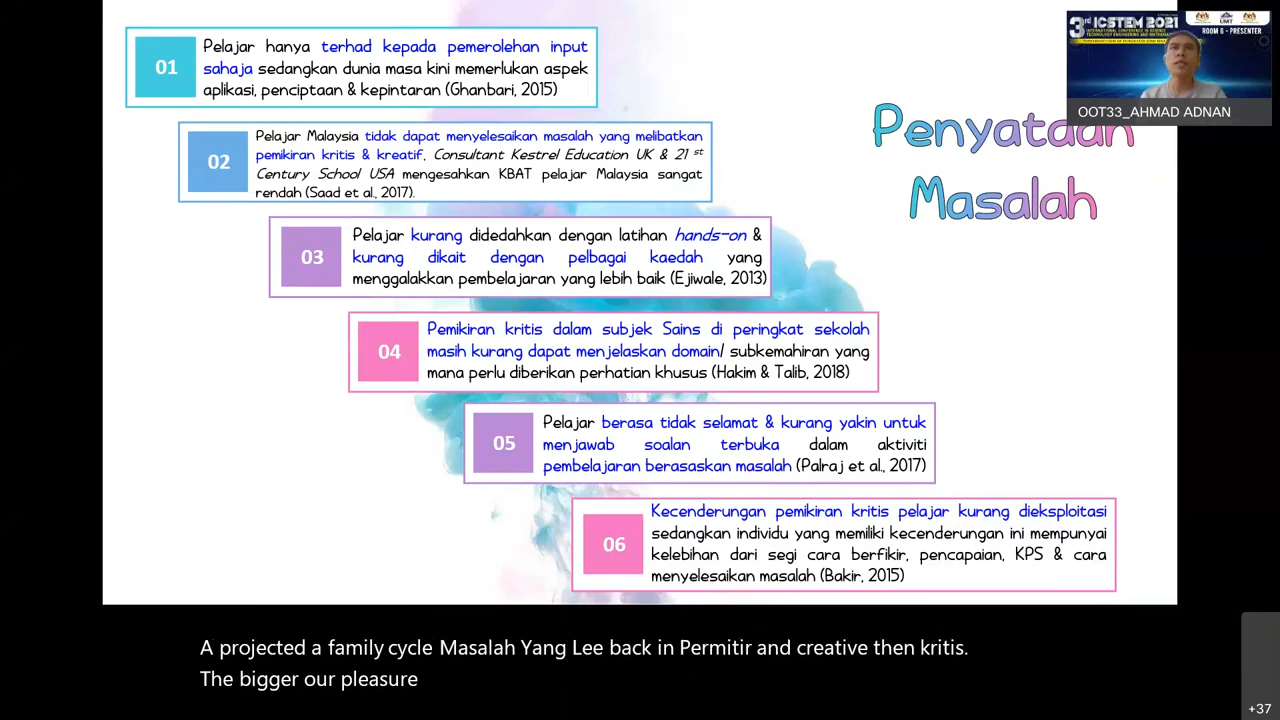 01
Pelajar hanya terhad kepada pemerolehan input
sahaja sedangkan dunia masa kini memerlukan aspek
aplikasi, penciptaan & kepintaran (Ghanbari, 2015)
02
Pelajar Malaysia tidak dapat menyelesaikan masalah yang melibatkan
pemikiran kritis & kreatif, Consultant Kestrel Education UK & 21 st
Century School USA mengesahkan KBAT pelajar Malaysia sangat
rendah (Saad et al., 2017).
03
Pelajar kurang didedahkan dengan latihan hands-on &
kurang dikait dengan pelbagai kaedah yang
menggalakkan pembelajaran yang lebih baik (Ejiwale, 2013)
04
Pemikiran kritis dalam subjek Sains di peringkat sekolah
masih kurang dapat menjelaskan domain/ subkemahiran yang
mana perlu diberikan perhatian khusus (Hakim & Talib, 2018)
05
Pelajar berasa tidak selamat & kurang yakin untuk
menjawab soalan terbuka dalam aktiviti
pembelajaran berasaskan masalah (Palraj et al., 2017)
06
Kecenderungan pemikiran kritis pelajar kurang dieksploitasi
sedangkan individu yang memiliki kecenderungan ini mempunyai
kelebihan dari segi cara berfikir, pencapaian, KPS & cara
menyelesaikan masalah (Bakir, 2015)
Penyataan
Masalah
3rd ICSTEM 2021
UMT
ROOM 6 - PRESENTER
OOT33_AHMAD ADNAN
A projected a family cycle Masalah Yang Lee back in Permitir and creative then kritis.
The bigger our pleasure
+37